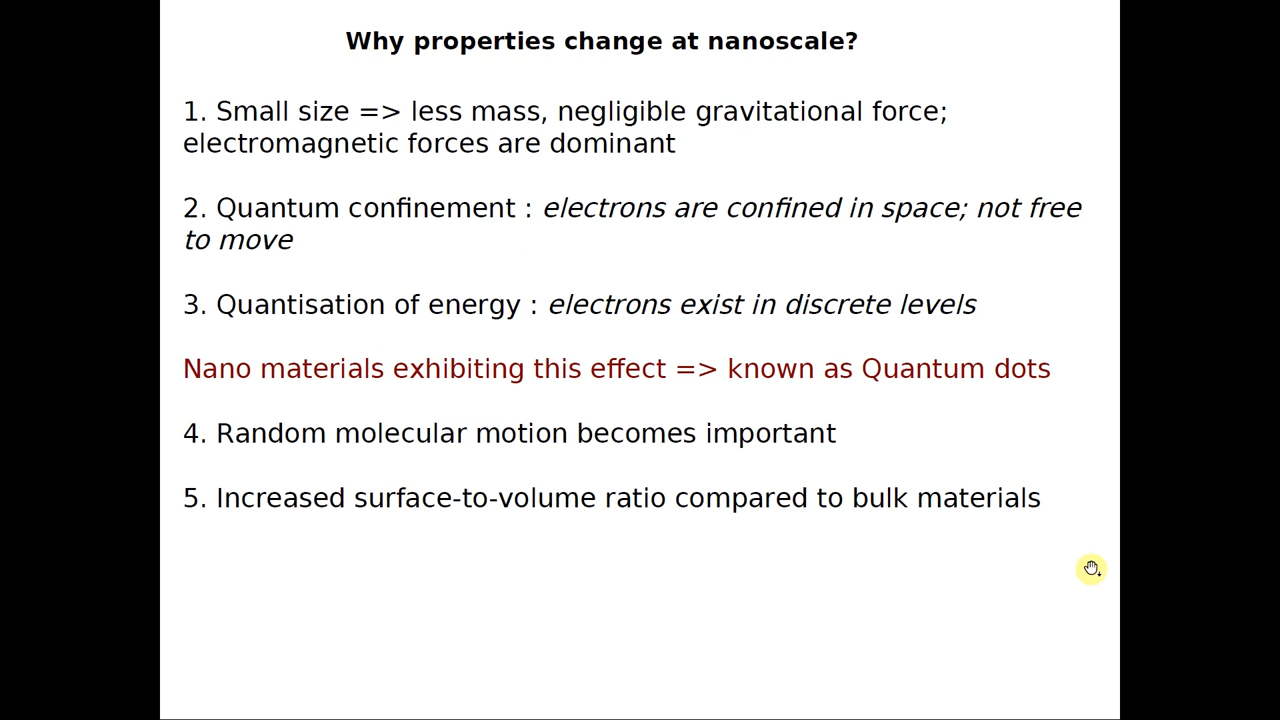 Why properties change at nanoscale?
1. Small size => less mass, negligible gravitational force;
electromagnetic forces are dominant
2. Quantum confinement : electrons are confined in space; not free
to move
3. Quantisation of energy : electrons exist in discrete levels
Nano materials exhibiting this effect => known as Quantum dots
4. Random molecular motion becomes important
5. Increased surface-to-volume ratio compared to bulk materials